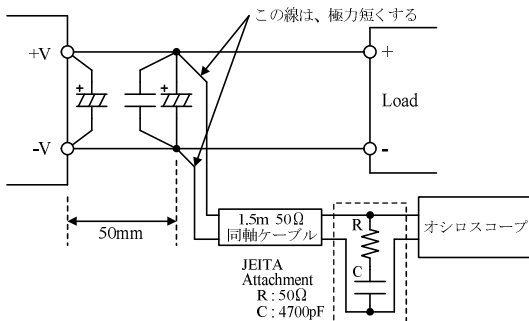 この線は、極力短くする
+V
+
+
+
Load
-V
-
50mm
1.5m 50Ω
同軸ケーブル
オシロスコープ
R
C
JEITA
Attachment
R : 50Ω
C : 4700pF